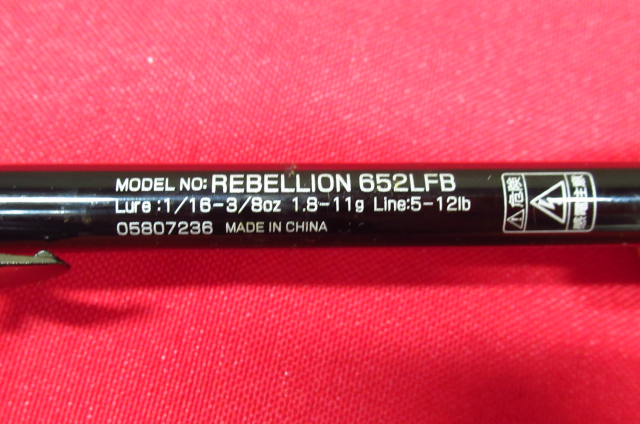 MODEL NO: REBELLION 652LFB
Lure :1/16-3/8oz 1.8-11g Line:5-12lb
05807236 MADE IN CHINA
危険
感電注意